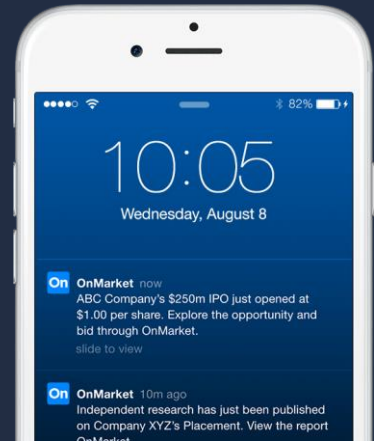 82%
10:05
Wednesday, August 8
On OnMarket now
ABC Company's $250m IPO just opened at
$1.00 per share. Explore the opportunity and
bid through OnMarket.
slide to view
On OnMarket 10m ago
Independent research has just been published
on Company XYZ's Placement. View the report
OnMarket